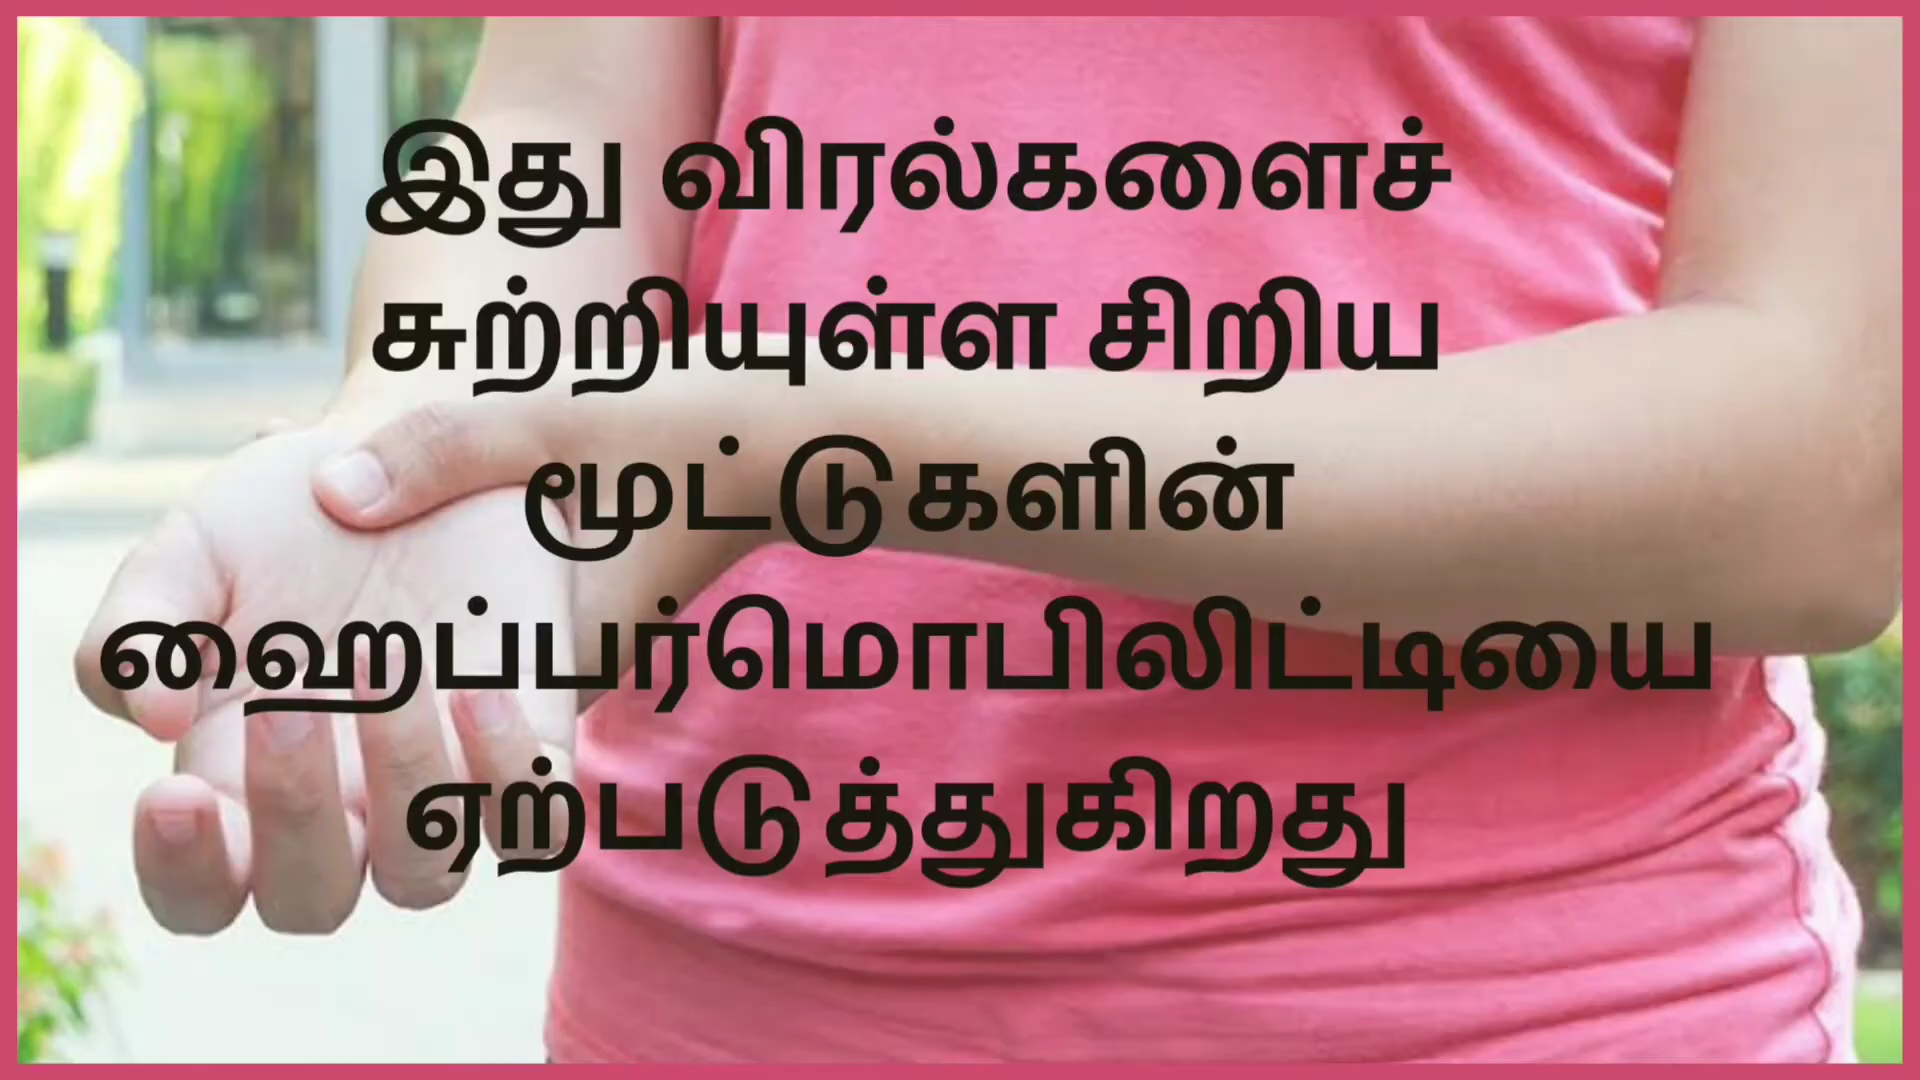 இது விரல்களைச்
சுற்றியுள்ள சிறிய
மூட்டுகளின்
ஹைப்பர்மொபிலிட்டியை
ஏற்படுத்துகிறது